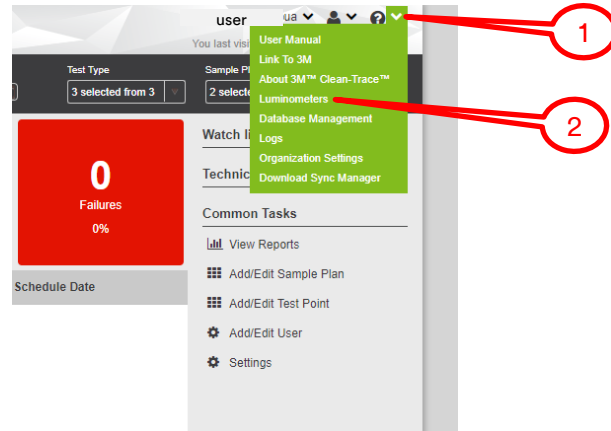 user
ua
1
You last visi
User Manual
Link To 3M
About 3M™ Clean-Trace™
Luminometers
2
Database Management
Logs
Organization Settings
Download Sync Manager
Test Type
3 selected from 3
Sample Pl
2 selecte
0
Failures
0%
Schedule Date
Watch li
Technic
Common Tasks
View Reports
Add/Edit Sample Plan
Add/Edit Test Point
Add/Edit User
Settings